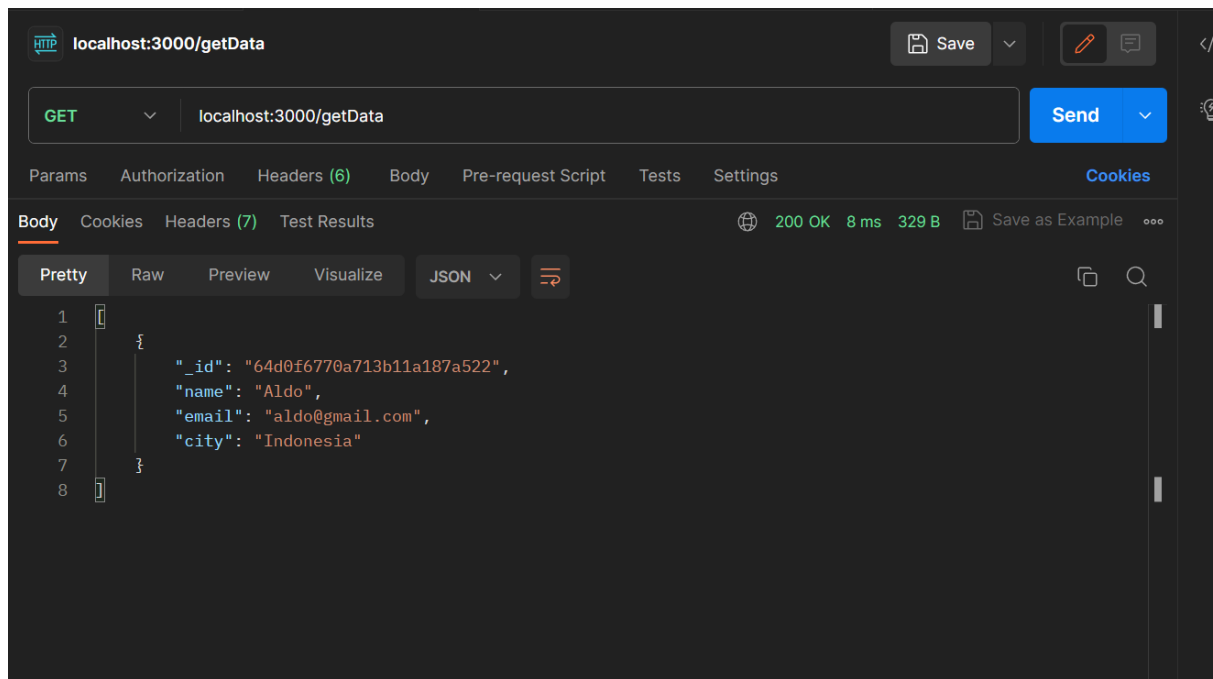 HTTP localhost:3000/getData Save
GET localhost:3000/getData Send
Params Authorization Headers (6) Body Pre-request Script Tests Settings Cookies
Body Cookies Headers (7) Test Results 200 OK 8 ms 329 B Save as Example
Pretty Raw Preview Visualize JSON
1 [
2 {
3 "_id": "64d0f6770a713b11a187a522",
4 "name": "Aldo",
5 "email": "aldo@gmail.com",
6 "city": "Indonesia"
7 }
8 ]